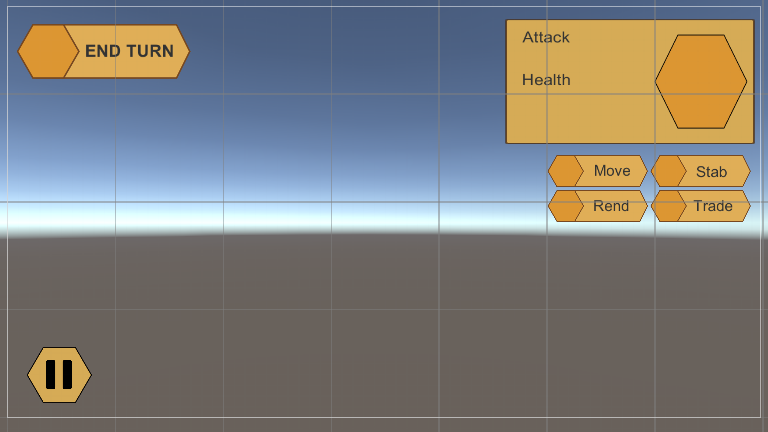 END TURN
Attack
Health
Move
Stab
Rend
Trade